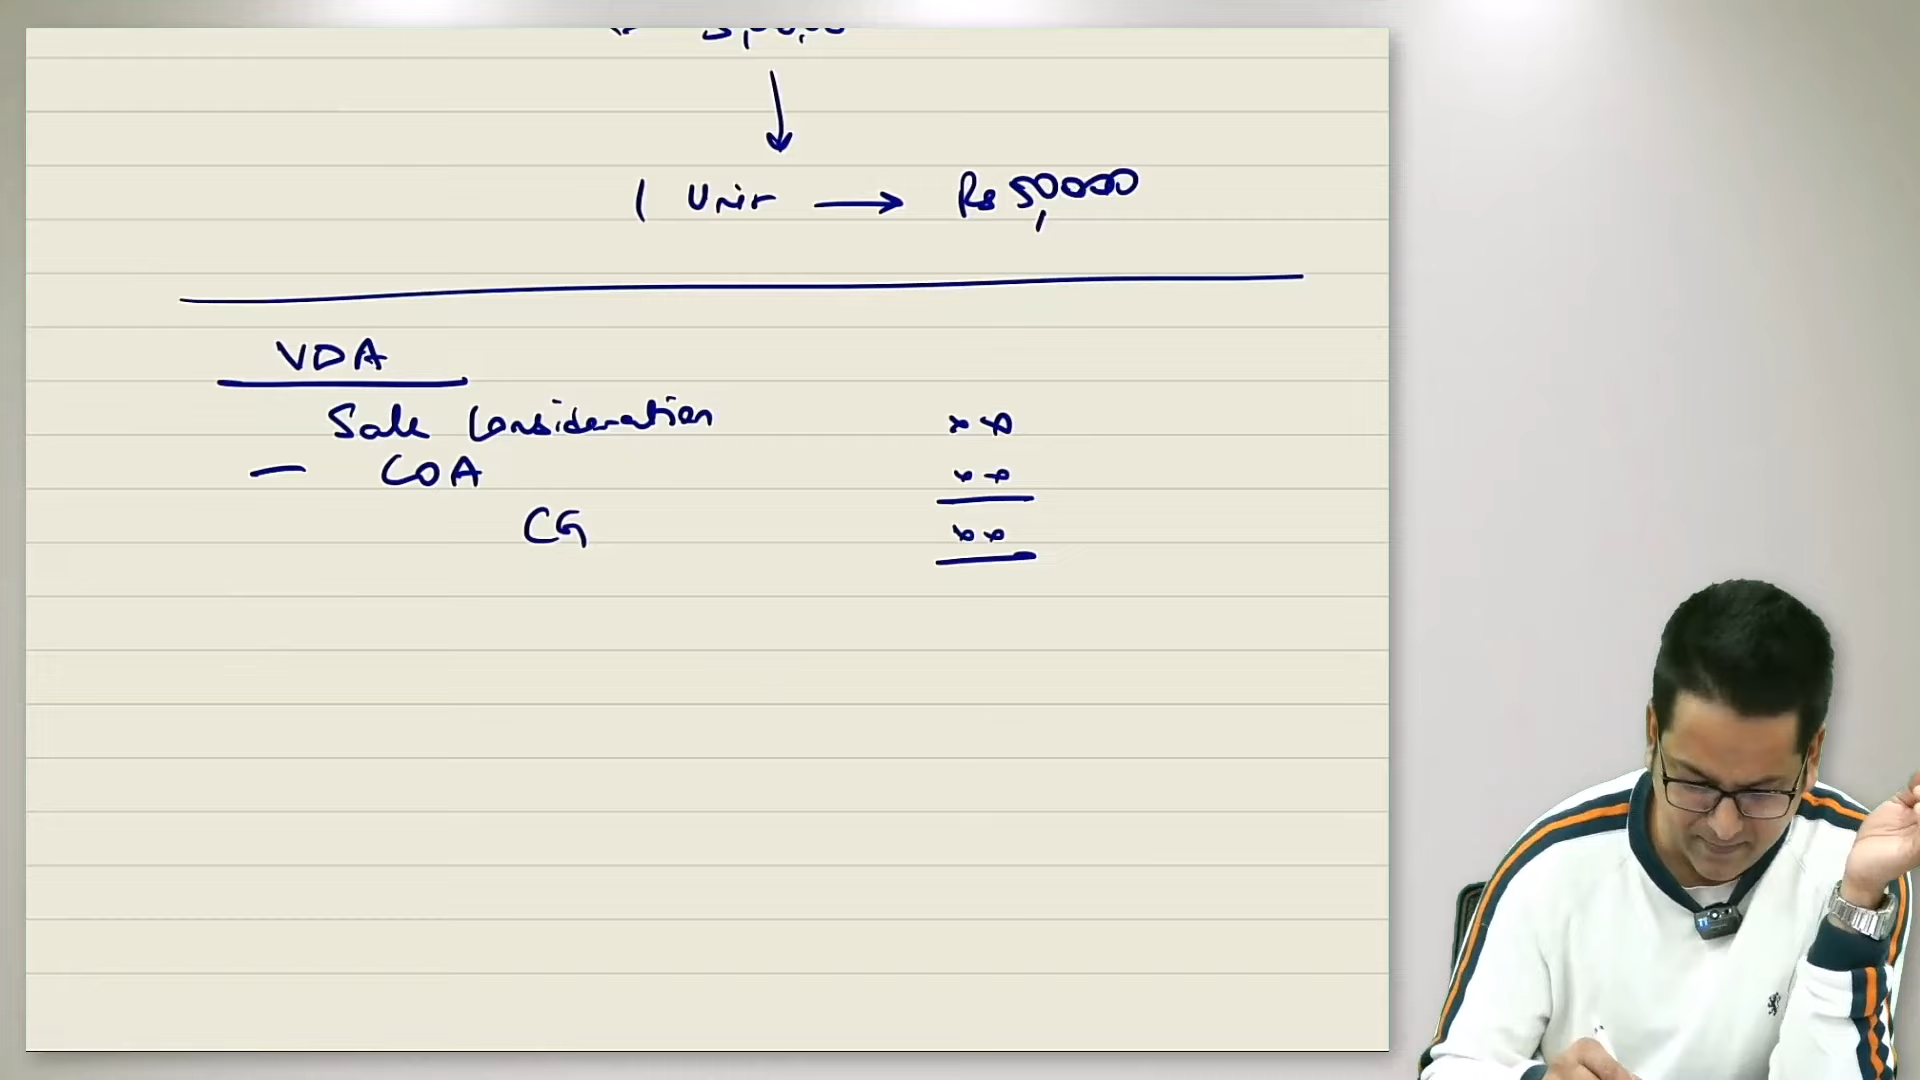 1 Unit → Rs 50,000
VDA
Sale Consideration xx
— COA xx
CG xx